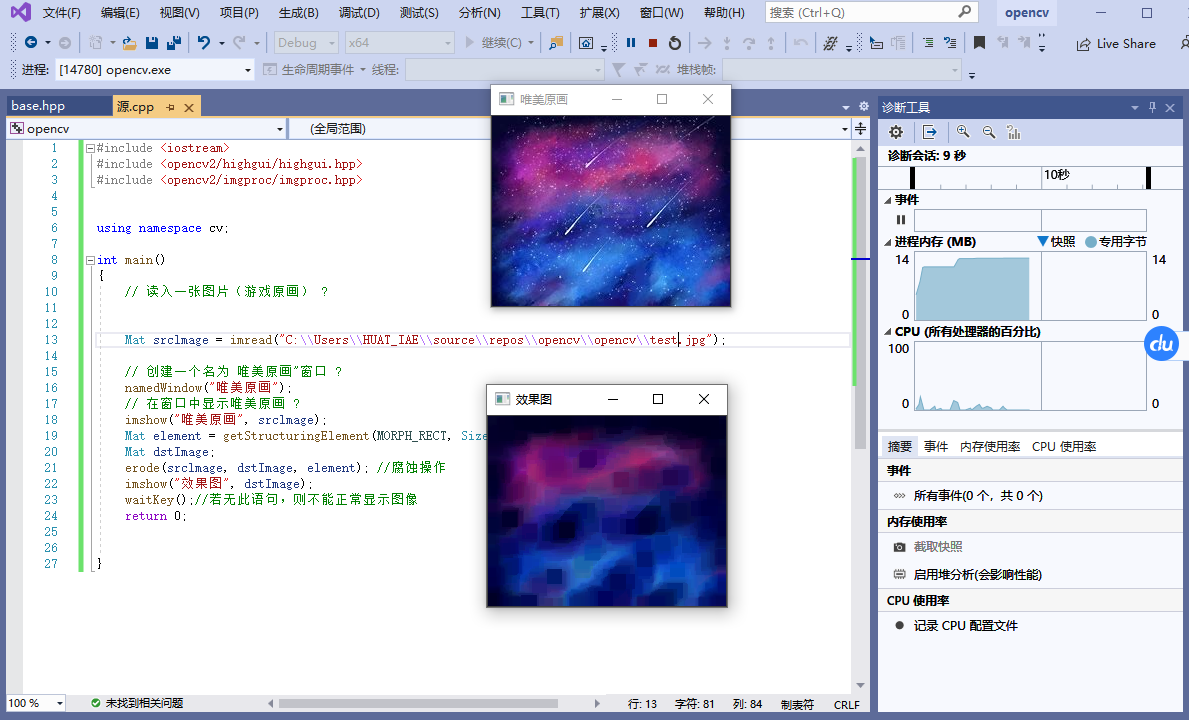 文件(F) 编辑(E) 视图(V) 项目(P) 生成(B) 调试(D) 测试(S) 分析(N) 工具(T) 扩展(X) 窗口(W) 帮助(H) 搜索 (Ctrl+Q) opencv
Debug x64 继续(C) Live Share
进程: [14780] opencv.exe 生命周期事件 线程: 堆栈帧:
base.hpp 源.cpp
opencv (全局范围)
1 #include <iostream>
2 #include <opencv2/highgui/highgui.hpp>
3 #include <opencv2/imgproc/imgproc.hpp>
4
5
6 using namespace cv;
7
8 int main()
9 {
10 // 读入一张图片（游戏原画） ?
11
12
13 Mat srclmage = imread("C:\\Users\\HUAT_IAE\\source\\repos\\opencv\\opencv\\test.jpg");
14
15 // 创建一个名为 唯美原画"窗口 ?
16 namedWindow("唯美原画");
17 // 在窗口中显示唯美原画 ?
18 imshow("唯美原画", srclmage);
19 Mat element = getStructuringElement(MORPH_RECT, Size
20 Mat dstImage;
21 erode(srclmage, dstImage, element); //腐蚀操作
22 imshow("效果图", dstImage);
23 waitKey();//若无此语句，则不能正常显示图像
24 return 0;
25
26
27 }
唯美原画
效果图
诊断工具
诊断会话: 9 秒
10秒
事件
进程内存 (MB) 快照 专用字节
14 14
0 0
CPU (所有处理器的百分比)
100
0 0
du
摘要 事件 内存使用率 CPU 使用率
事件
所有事件(0 个，共 0 个)
内存使用率
截取快照
启用堆分析(会影响性能)
CPU 使用率
记录 CPU 配置文件
100 % 未找到相关问题 行: 13 字符: 81 列: 84 制表符 CRLF